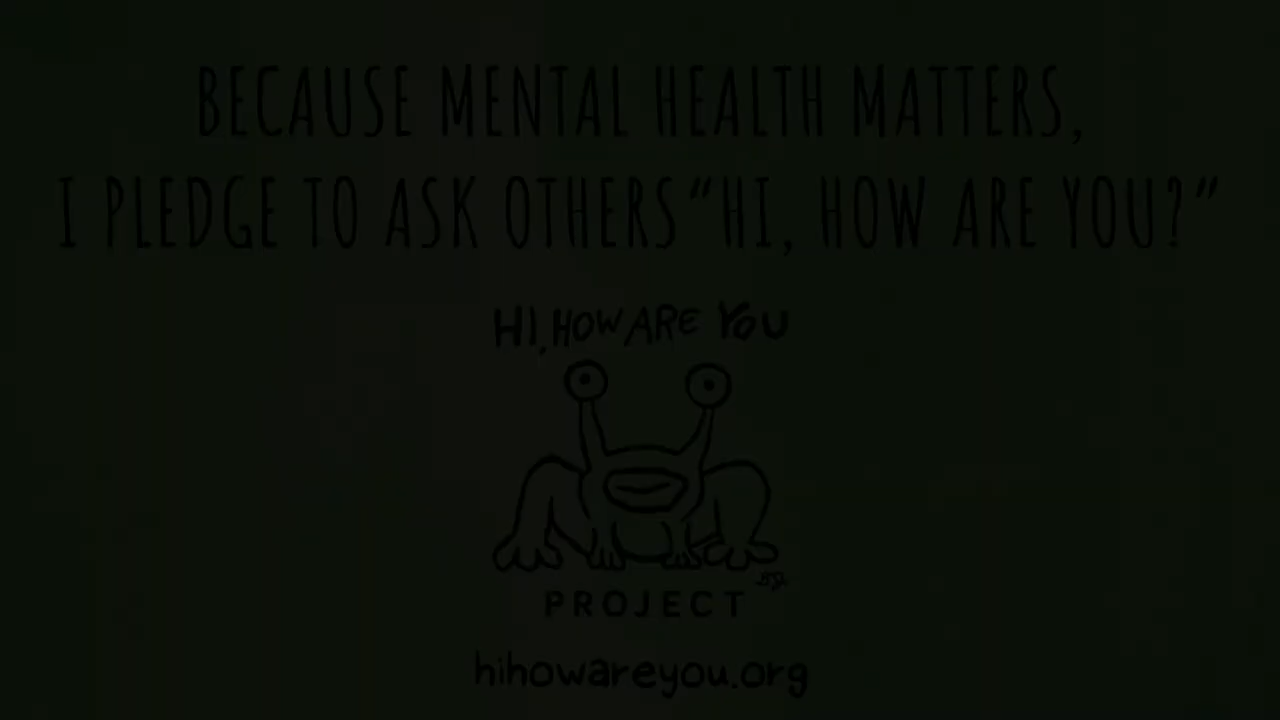 BECAUSE MENTAL HEALTH MATTERS,
I PLEDGE TO ASK OTHERS “HI, HOW ARE YOU?”
HI, HOW ARE YOU
PROJECT
hihowareyou.org